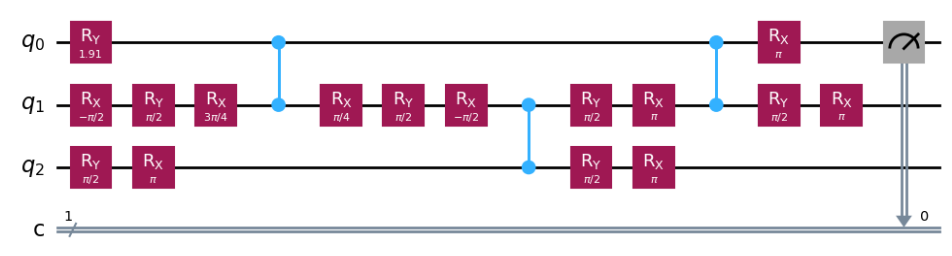 q₀ R_Y 1.91 R_X π
q₁ R_X −π/2 R_Y π/2 R_X 3π/4 R_X π/4 R_Y π/2 R_X −π/2 R_Y π/2 R_X π R_Y π/2 R_X π
q₂ R_Y π/2 R_X π R_Y π/2 R_X π
c 1 0